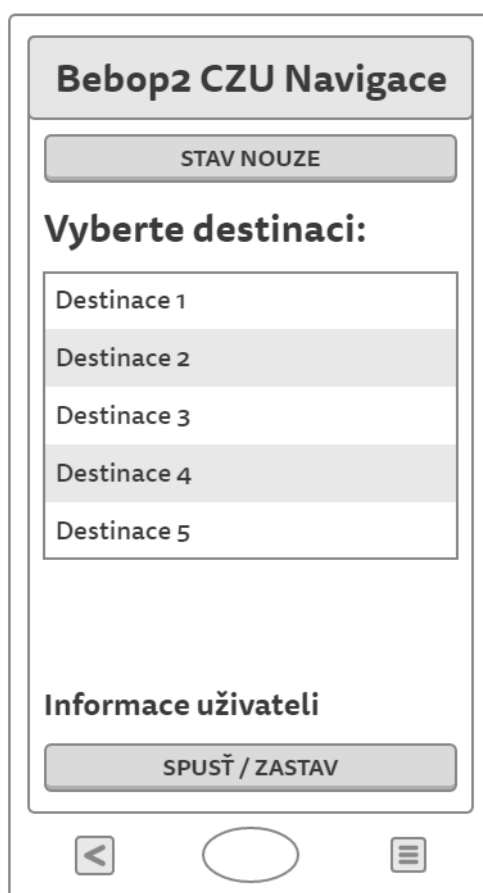 Bebop2 CZU Navigace
STAV NOUZE
Vyberte destinaci:
Destinace 1
Destinace 2
Destinace 3
Destinace 4
Destinace 5
Informace uživateli
SPUSŤ / ZASTAV